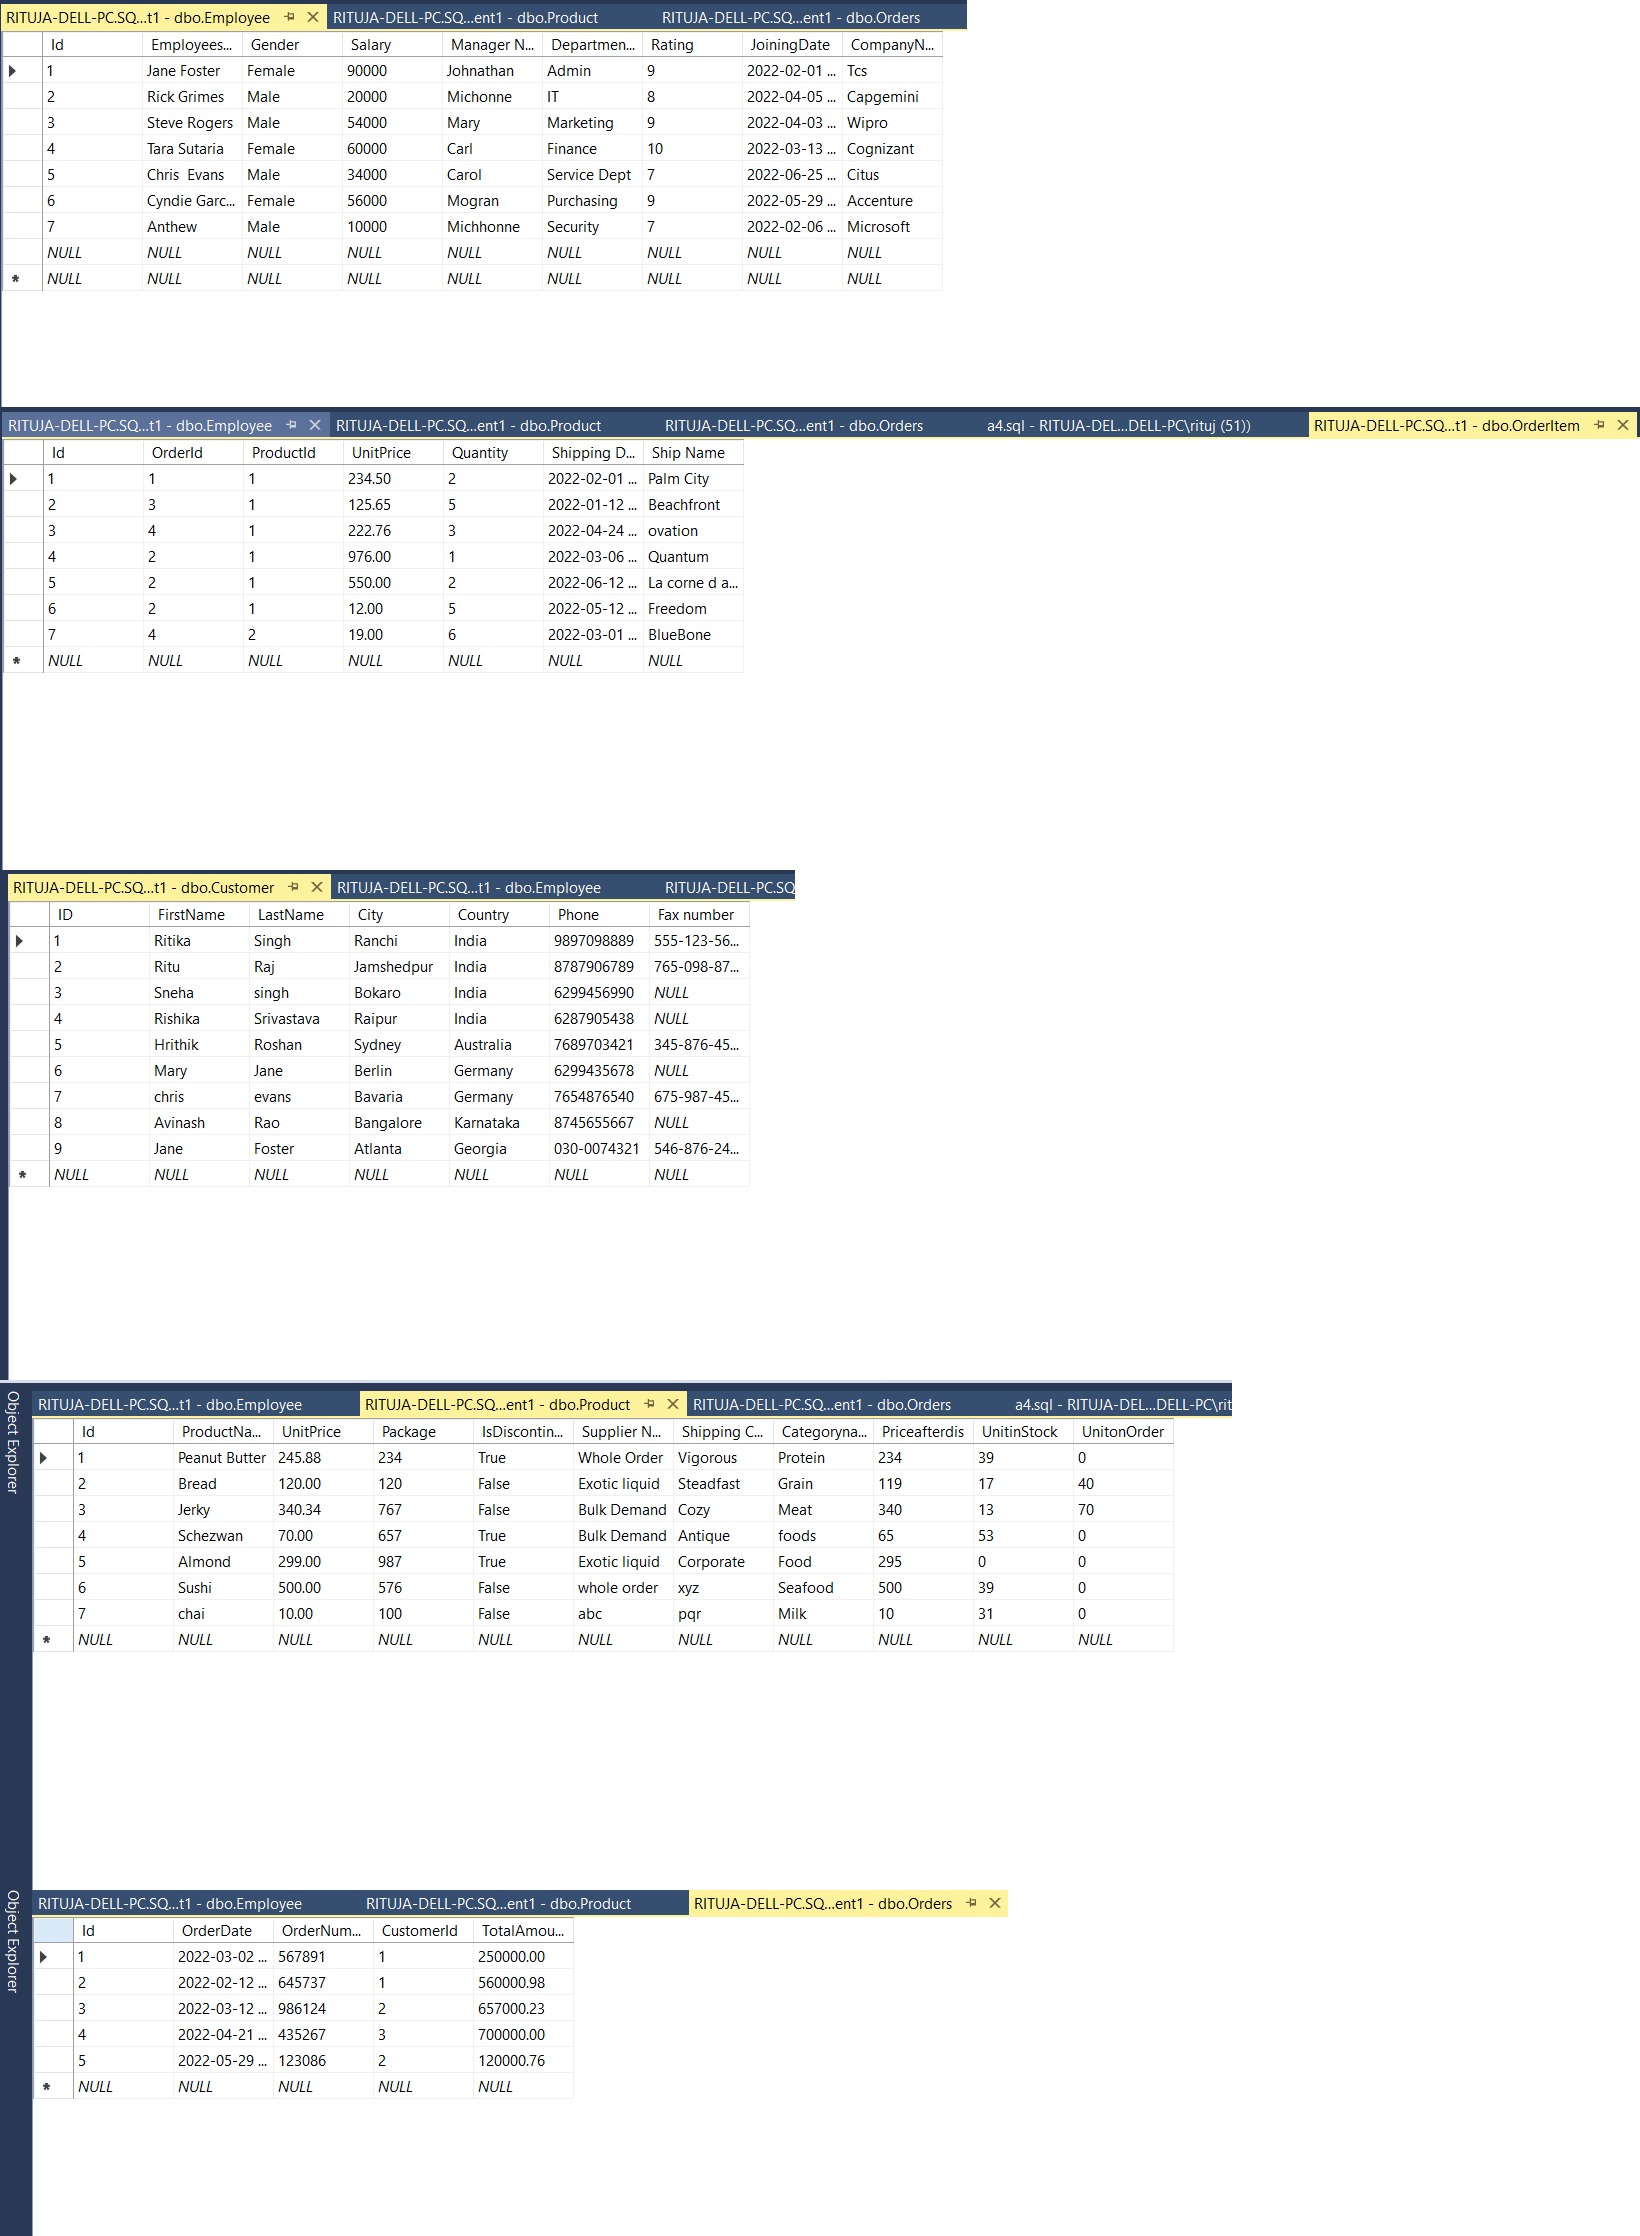 RITUJA-DELL-PC.SQ...t1 - dbo.Employee RITUJA-DELL-PC.SQ...ent1 - dbo.Product RITUJA-DELL-PC.SQ...ent1 - dbo.Orders
Id Employees... Gender Salary Manager N... Departmen... Rating JoiningDate CompanyN...
1 Jane Foster Female 90000 Johnathan Admin 9 2022-02-01 ... Tcs
2 Rick Grimes Male 20000 Michonne IT 8 2022-04-05 ... Capgemini
3 Steve Rogers Male 54000 Mary Marketing 9 2022-04-03 ... Wipro
4 Tara Sutaria Female 60000 Carl Finance 10 2022-03-13 ... Cognizant
5 Chris Evans Male 34000 Carol Service Dept 7 2022-06-25 ... Citus
6 Cyndie Garc... Female 56000 Mogran Purchasing 9 2022-05-29 ... Accenture
7 Anthew Male 10000 Michhonne Security 7 2022-02-06 ... Microsoft
NULL NULL NULL NULL NULL NULL NULL NULL NULL
* NULL NULL NULL NULL NULL NULL NULL NULL NULL
RITUJA-DELL-PC.SQ...t1 - dbo.Employee RITUJA-DELL-PC.SQ...ent1 - dbo.Product RITUJA-DELL-PC.SQ...ent1 - dbo.Orders a4.sql - RITUJA-DEL...DELL-PC\rituj (51)) RITUJA-DELL-PC.SQ...t1 - dbo.OrderItem
Id OrderId ProductId UnitPrice Quantity Shipping D... Ship Name
1 1 1 234.50 2 2022-02-01 ... Palm City
2 3 1 125.65 5 2022-01-12 ... Beachfront
3 4 1 222.76 3 2022-04-24 ... ovation
4 2 1 976.00 1 2022-03-06 ... Quantum
5 2 1 550.00 2 2022-06-12 ... La corne d a...
6 2 1 12.00 5 2022-05-12 ... Freedom
7 4 2 19.00 6 2022-03-01 ... BlueBone
* NULL NULL NULL NULL NULL NULL NULL
RITUJA-DELL-PC.SQ...t1 - dbo.Customer RITUJA-DELL-PC.SQ...t1 - dbo.Employee RITUJA-DELL-PC.SQ
ID FirstName LastName City Country Phone Fax number
1 Ritika Singh Ranchi India 9897098889 555-123-56...
2 Ritu Raj Jamshedpur India 8787906789 765-098-87...
3 Sneha singh Bokaro India 6299456990 NULL
4 Rishika Srivastava Raipur India 6287905438 NULL
5 Hrithik Roshan Sydney Australia 7689703421 345-876-45...
6 Mary Jane Berlin Germany 6299435678 NULL
7 chris evans Bavaria Germany 7654876540 675-987-45...
8 Avinash Rao Bangalore Karnataka 8745655667 NULL
9 Jane Foster Atlanta Georgia 030-0074321 546-876-24...
* NULL NULL NULL NULL NULL NULL NULL
Object Explorer
RITUJA-DELL-PC.SQ...t1 - dbo.Employee RITUJA-DELL-PC.SQ...ent1 - dbo.Product RITUJA-DELL-PC.SQ...ent1 - dbo.Orders a4.sql - RITUJA-DEL...DELL-PC\rit
Id ProductNa... UnitPrice Package IsDiscontin... Supplier N... Shipping C... Categoryna... Priceafterdis UnitinStock UnitonOrder
1 Peanut Butter 245.88 234 True Whole Order Vigorous Protein 234 39 0
2 Bread 120.00 120 False Exotic liquid Steadfast Grain 119 17 40
3 Jerky 340.34 767 False Bulk Demand Cozy Meat 340 13 70
4 Schezwan 70.00 657 True Bulk Demand Antique foods 65 53 0
5 Almond 299.00 987 True Exotic liquid Corporate Food 295 0 0
6 Sushi 500.00 576 False whole order xyz Seafood 500 39 0
7 chai 10.00 100 False abc pqr Milk 10 31 0
* NULL NULL NULL NULL NULL NULL NULL NULL NULL NULL NULL
Object Explorer
RITUJA-DELL-PC.SQ...t1 - dbo.Employee RITUJA-DELL-PC.SQ...ent1 - dbo.Product RITUJA-DELL-PC.SQ...ent1 - dbo.Orders
Id OrderDate OrderNum... CustomerId TotalAmou...
1 2022-03-02 ... 567891 1 250000.00
2 2022-02-12 ... 645737 1 560000.98
3 2022-03-12 ... 986124 2 657000.23
4 2022-04-21 ... 435267 3 700000.00
5 2022-05-29 ... 123086 2 120000.76
* NULL NULL NULL NULL NULL